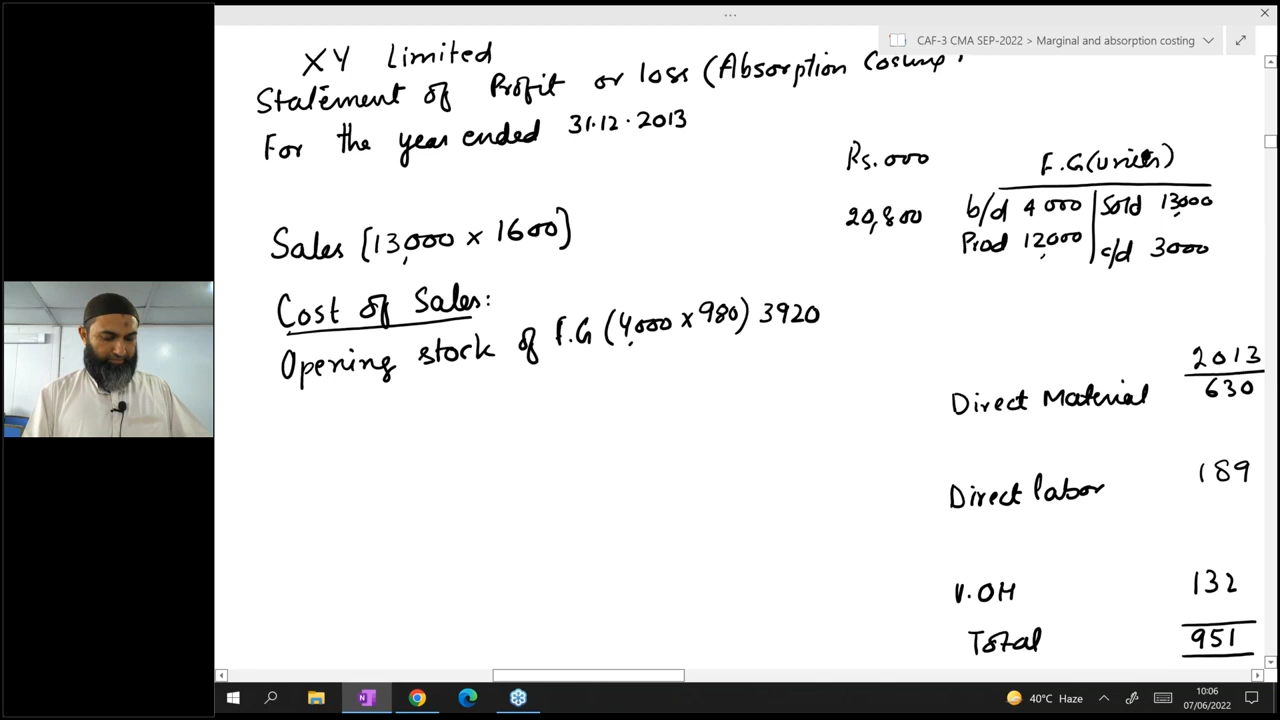 CAF-3 CMA SEP-2022 > Marginal and absorption costing
XY Limited
Statement of Profit or loss (Absorption Costing)
For the year ended 31.12.2013
Rs.000
F.G(units)
b/d 4000 Sold 13,000
Prod 12,000 c/d 3000
Sales [13,000 × 1600] 20,800
Cost of Sales:
Opening stock of F.G (4,000 × 980) 3920
2013
Direct Material 630
Direct labor 189
V.OH 132
Total 951
40°C Haze
10:06
07/06/2022